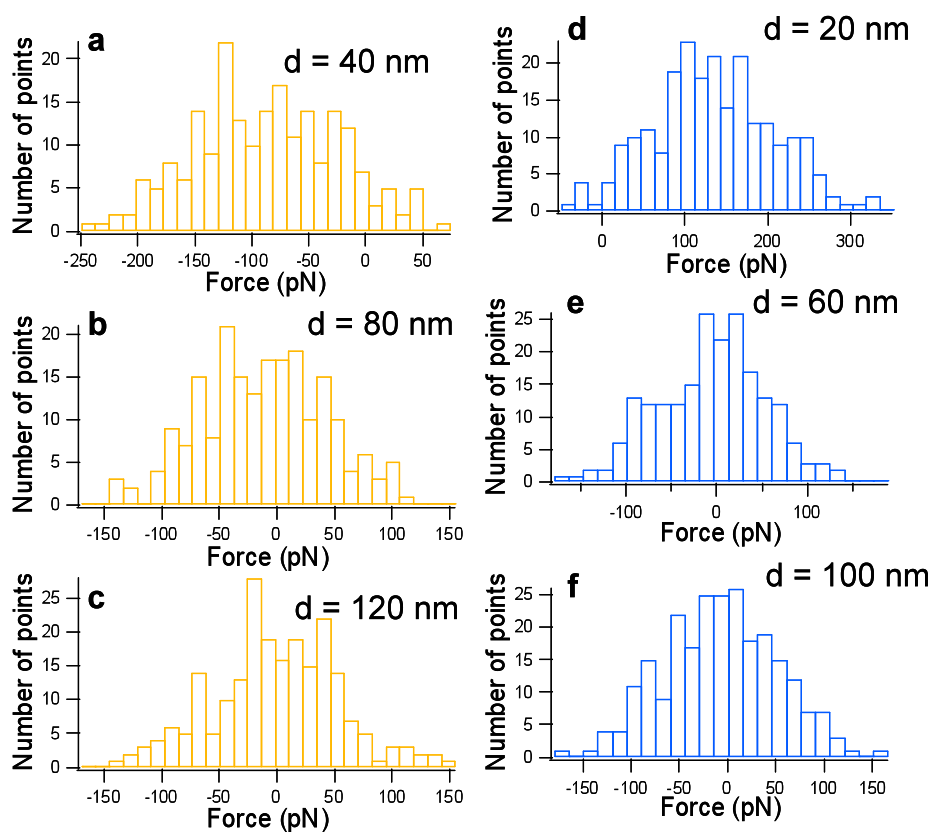 a
d = 40 nm
Number of points
20
15
10
5
0
-250 -200 -150 -100 -50 0 50
Force (pN)
b
d = 80 nm
Number of points
20
15
10
5
0
-150 -100 -50 0 50 100 150
Force (pN)
c
d = 120 nm
Number of points
25
20
15
10
5
0
-150 -100 -50 0 50 100 150
Force (pN)
d
d = 20 nm
Number of points
20
15
10
5
0
0 100 200 300
Force (pN)
e
d = 60 nm
Number of points
25
20
15
10
5
0
-100 0 100
Force (pN)
f
d = 100 nm
Number of points
25
20
15
10
5
0
-150 -100 -50 0 50 100 150
Force (pN)